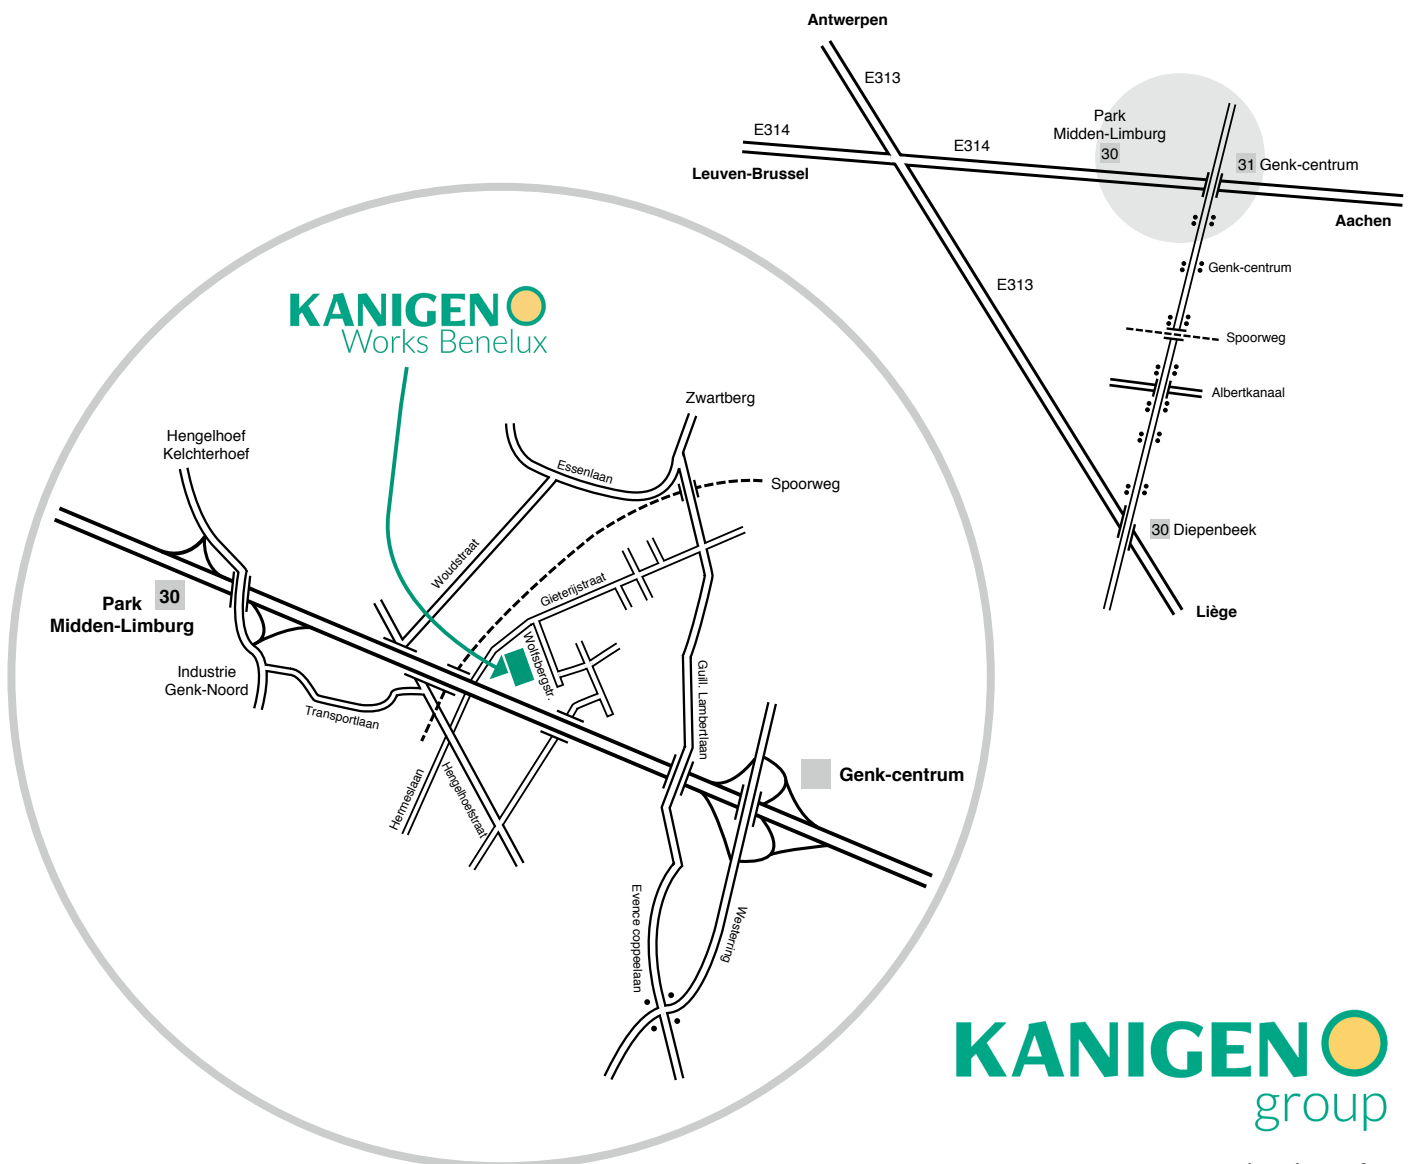 Antwerpen
E313
E314
E314
Park
Midden-Limburg
30
31 Genk-centrum
Leuven-Brussel
Aachen
Genk-centrum
E313
Spoorweg
Albertkanaal
30 Diepenbeek
Liège
KANIGEN
Works Benelux
Zwartberg
Hengelhoef
Kelchterhoef
Essenlaan
Spoorweg
Woudstraat
Gieterijstraat
Park 30
Midden-Limburg
Wolfsbergstr.
Industrie
Genk-Noord
Transportlaan
Guill. Lambertlaan
Hermeslaan
Hengelhoefstraat
Genk-centrum
Evence coppeelaan
Westerring
KANIGEN
group